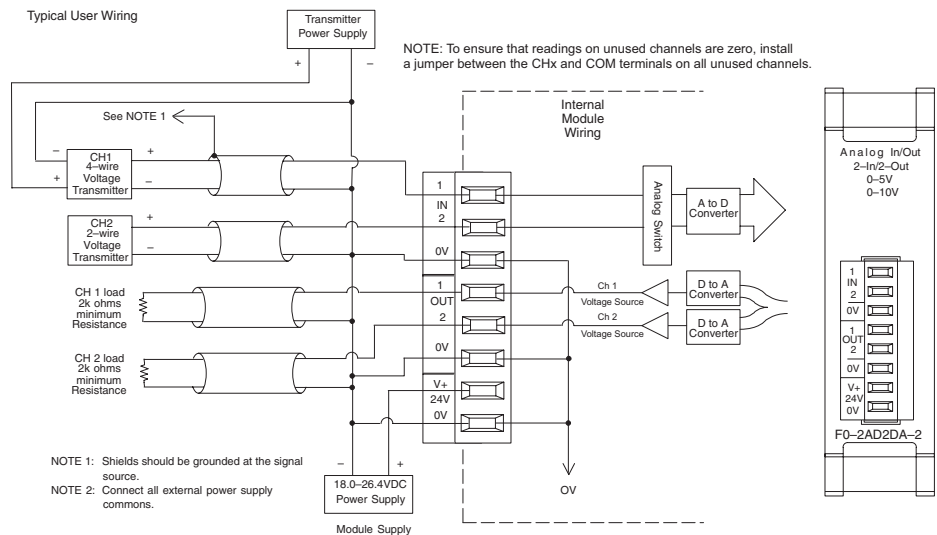 Typical User Wiring
Transmitter
Power Supply
+
–
NOTE: To ensure that readings on unused channels are zero, install
a jumper between the CHx and COM terminals on all unused channels.
See NOTE 1
–
+
CH1
4–wire
Voltage
Transmitter
+
–
CH2
2–wire
Voltage
Transmitter
+
–
CH 1 load
2k ohms
minimum
Resistance
CH 2 load
2k ohms
minimum
Resistance
Internal
Module
Wiring
1
IN
2
0V
1
OUT
2
0V
V+
24V
0V
Analog Switch
A to D
Converter
Ch 1
Voltage Source
D to A
Converter
Ch 2
Voltage Source
D to A
Converter
OV
NOTE 1: Shields should be grounded at the signal
source.
NOTE 2: Connect all external power supply
commons.
–
+
18.0–26.4VDC
Power Supply
Module Supply
Analog In/Out
2–In/2–Out
0–5V
0–10V
1
IN
2
0V
1
OUT
2
0V
V+
24V
0V
F0–2AD2DA–2